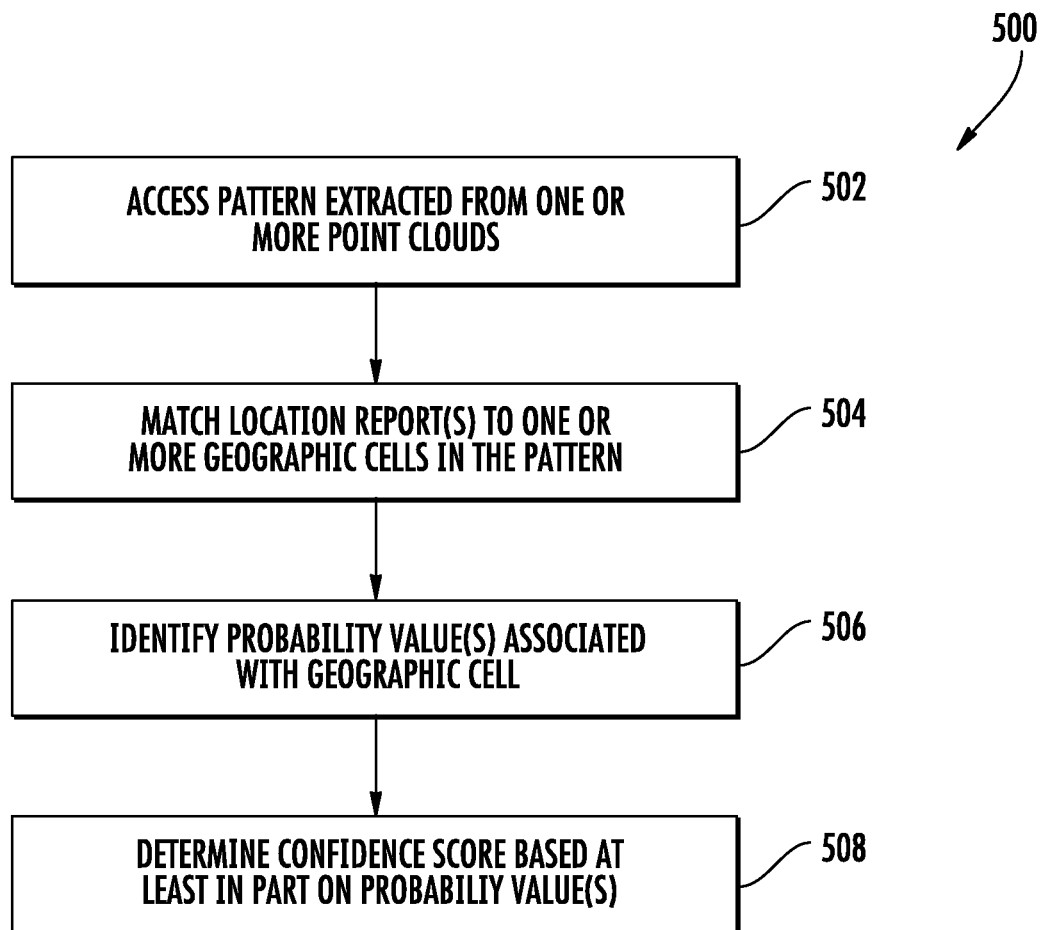 500
ACCESS PATTERN EXTRACTED FROM ONE OR
MORE POINT CLOUDS
502
MATCH LOCATION REPORT(S) TO ONE OR
MORE GEOGRAPHIC CELLS IN THE PATTERN
504
IDENTIFY PROBABILITY VALUE(S) ASSOCIATED
WITH GEOGRAPHIC CELL
506
DETERMINE CONFIDENCE SCORE BASED AT
LEAST IN PART ON PROBABILIY VALUE(S)
508